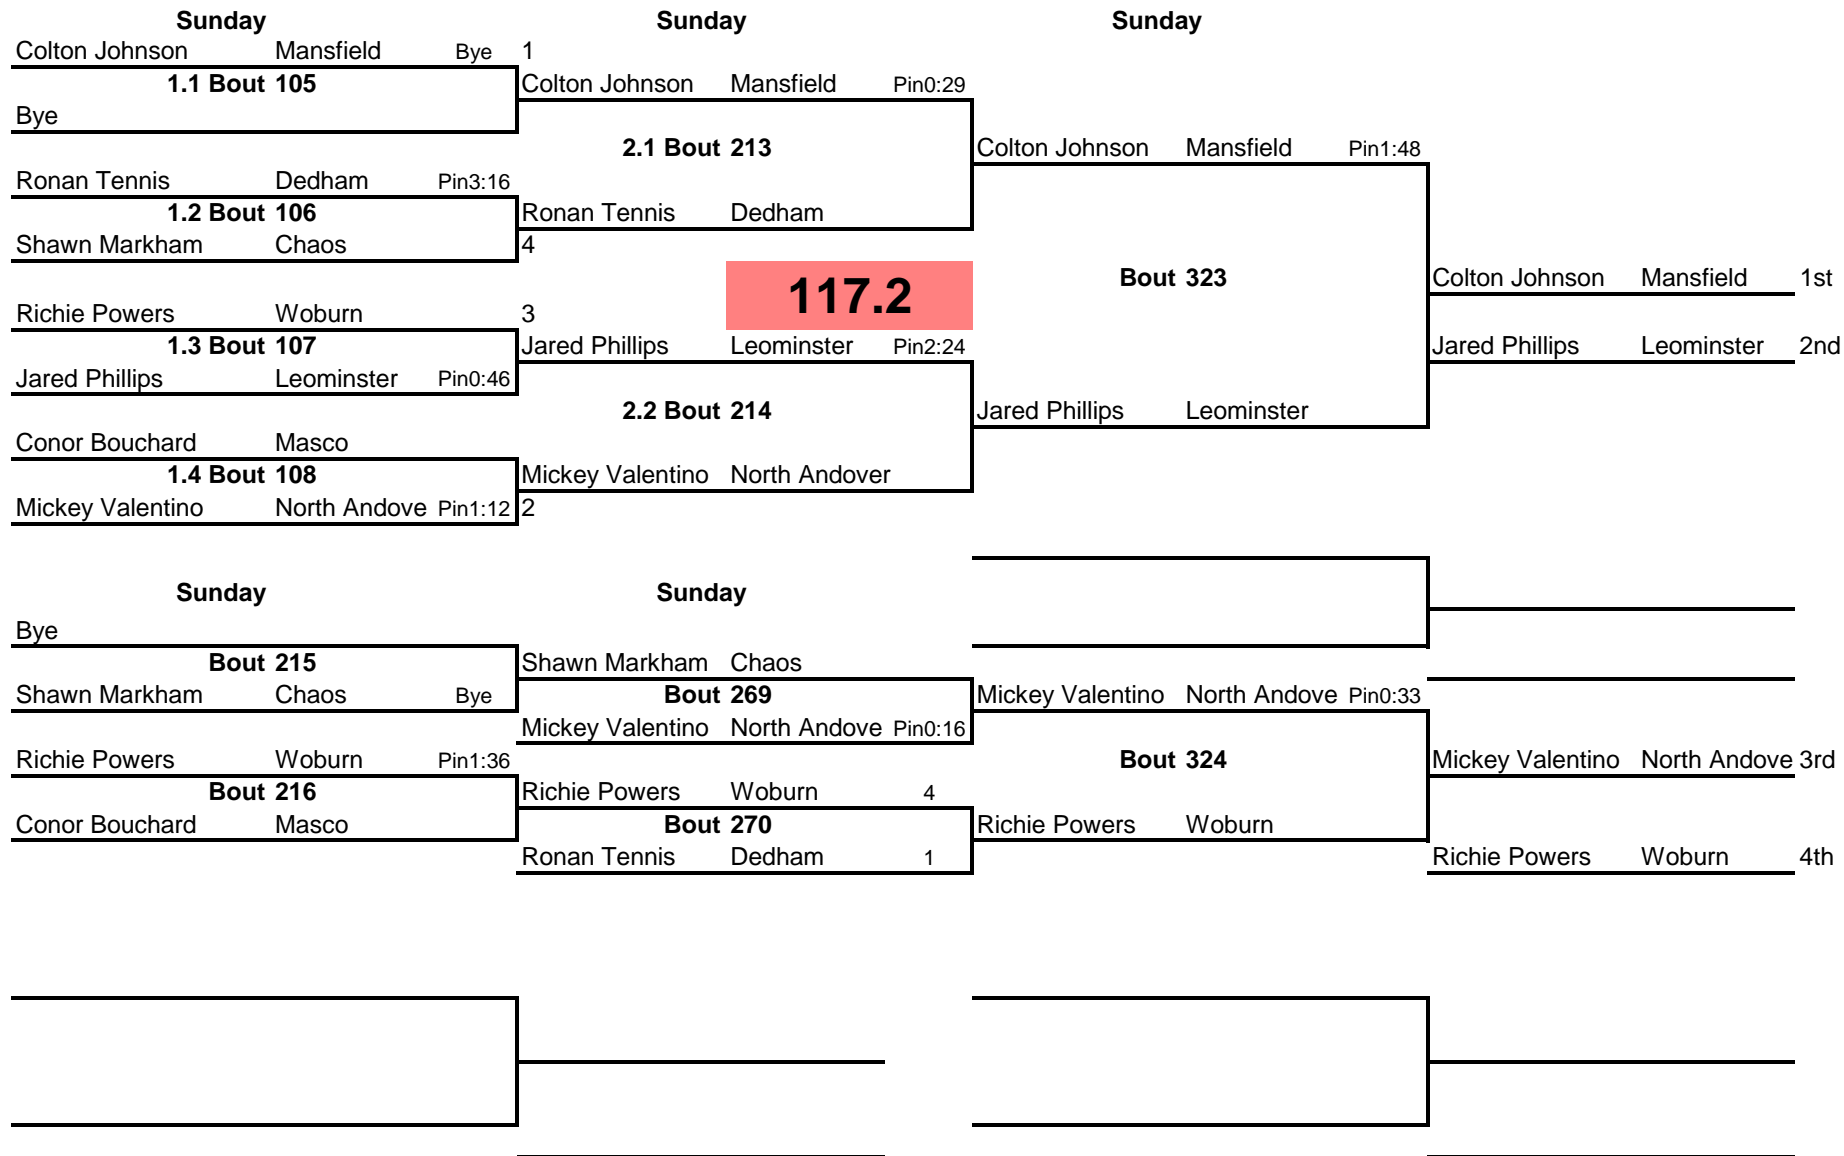 Sunday Sunday Sunday
Colton Johnson Mansfield Bye 1
1.1 Bout 105 Colton Johnson Mansfield Pin0:29
Bye
2.1 Bout 213 Colton Johnson Mansfield Pin1:48
Ronan Tennis Dedham Pin3:16
1.2 Bout 106 Ronan Tennis Dedham
Shawn Markham Chaos 4
117.2 Bout 323 Colton Johnson Mansfield 1st
Richie Powers Woburn 3
1.3 Bout 107 Jared Phillips Leominster Pin2:24 Jared Phillips Leominster 2nd
Jared Phillips Leominster Pin0:46
2.2 Bout 214 Jared Phillips Leominster
Conor Bouchard Masco
1.4 Bout 108 Mickey Valentino North Andover
Mickey Valentino North Andove Pin1:12 2
Sunday Sunday
Bye
Bout 215 Shawn Markham Chaos
Shawn Markham Chaos Bye Bout 269 Mickey Valentino North Andove Pin0:33
Mickey Valentino North Andove Pin0:16
Richie Powers Woburn Pin1:36 Bout 324 Mickey Valentino North Andove 3rd
Bout 216 Richie Powers Woburn 4
Conor Bouchard Masco Bout 270 Richie Powers Woburn
Ronan Tennis Dedham 1 Richie Powers Woburn 4th